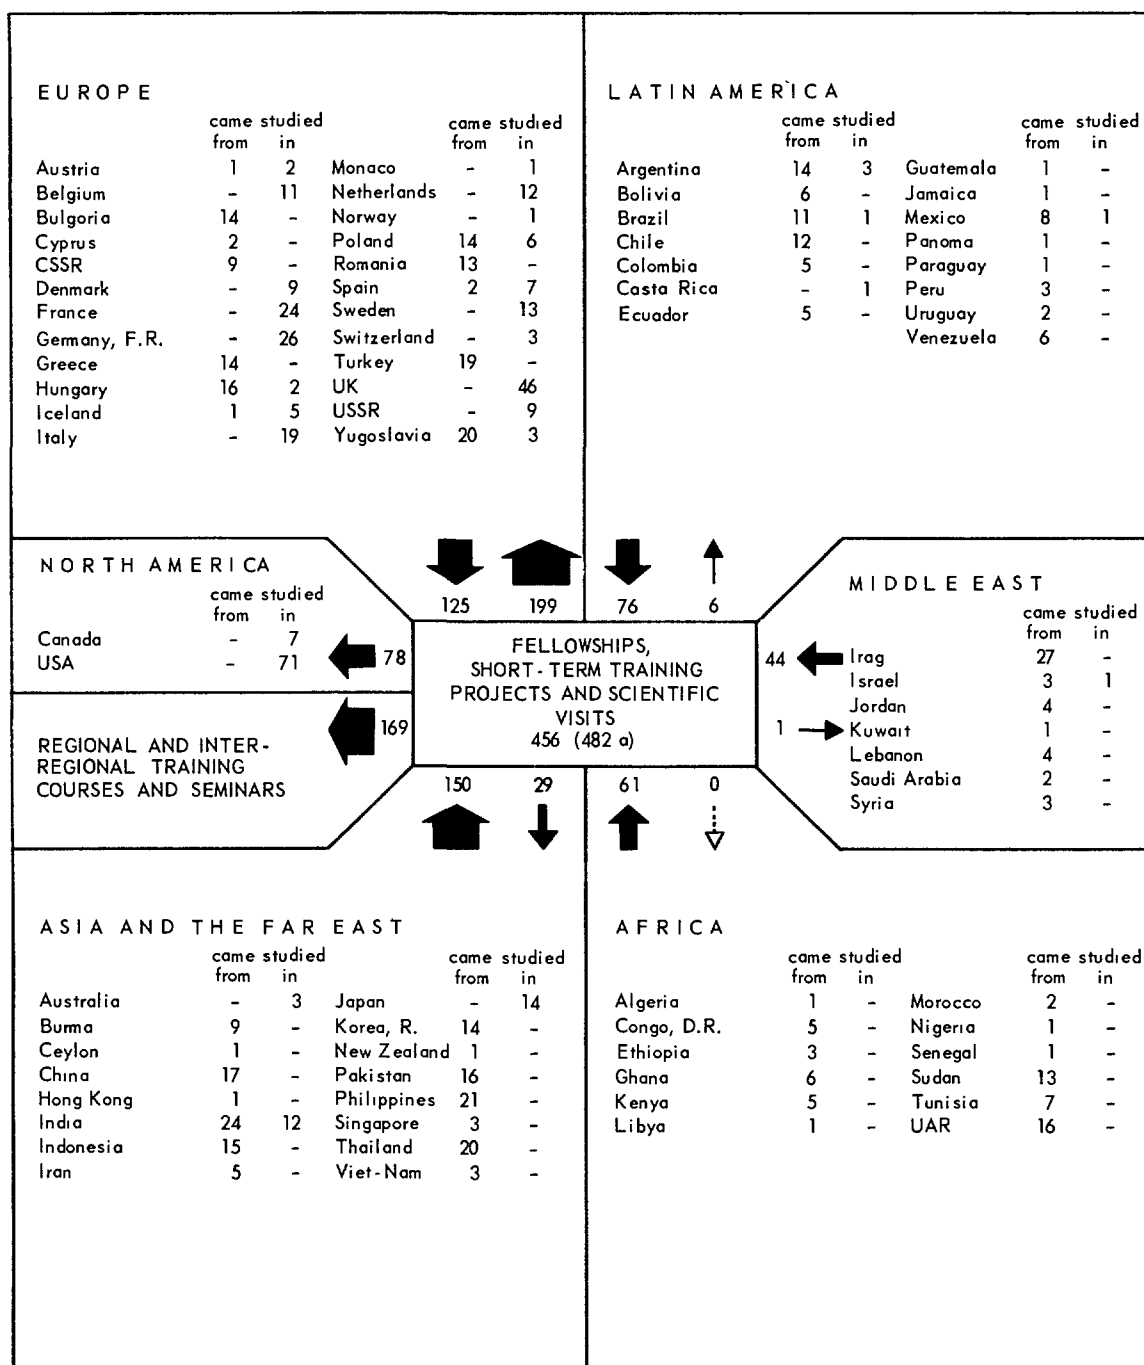 EUROPE
came studied came studied
from in from in
Austria 1 2 Monaco - 1
Belgium - 11 Netherlands - 12
Bulgoria 14 - Norway - 1
Cyprus 2 - Poland 14 6
CSSR 9 - Romania 13 -
Denmark - 9 Spain 2 7
France - 24 Sweden - 13
Germany, F.R. - 26 Switzerland - 3
Greece 14 - Turkey 19 -
Hungary 16 2 UK - 46
Iceland 1 5 USSR - 9
Italy - 19 Yugoslavia 20 3
LATIN AMERICA
came studied came studied
from in from in
Argentina 14 3 Guatemala 1 -
Bolivia 6 - Jamaica 1 -
Brazil 11 1 Mexico 8 1
Chile 12 - Panoma 1 -
Colombia 5 - Paraguay 1 -
Casta Rica - 1 Peru 3 -
Ecuador 5 - Uruguay 2 -
Venezuela 6 -
NORTH AMERICA
came studied
from in
Canada - 7
USA - 71
78
125 199 76 6
FELLOWSHIPS,
SHORT-TERM TRAINING
PROJECTS AND SCIENTIFIC
VISITS
456 (482 a)
MIDDLE EAST
came studied
from in
44
Irag 27 -
Israel 3 1
Jordan 4 -
1
Kuwait 1 -
Lebanon 4 -
Saudi Arabia 2 -
Syria 3 -
169
REGIONAL AND INTER-
REGIONAL TRAINING
COURSES AND SEMINARS
150 29 61 0
ASIA AND THE FAR EAST
came studied came studied
from in from in
Australia - 3 Japan - 14
Burma 9 - Korea, R. 14 -
Ceylon 1 - New Zealand 1 -
China 17 - Pakistan 16 -
Hong Kong 1 - Philippines 21 -
India 24 12 Singapore 3 -
Indonesia 15 - Thailand 20 -
Iran 5 - Viet-Nam 3 -
AFRICA
came studied came studied
from in from in
Algeria 1 - Morocco 2 -
Congo, D.R. 5 - Nigeria 1 -
Ethiopia 3 - Senegal 1 -
Ghana 6 - Sudan 13 -
Kenya 5 - Tunisia 7 -
Libya 1 - UAR 16 -